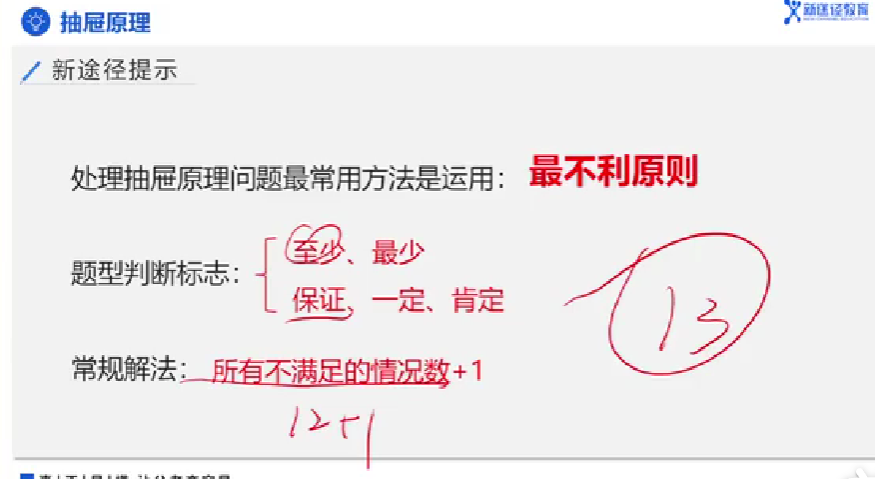 抽屉原理
新途径教育
新途径提示
处理抽屉原理问题最常用方法是运用：最不利原则
题型判断标志：
至少、最少
保证、一定、肯定
13
常规解法：所有不满足的情况数+1
12+1